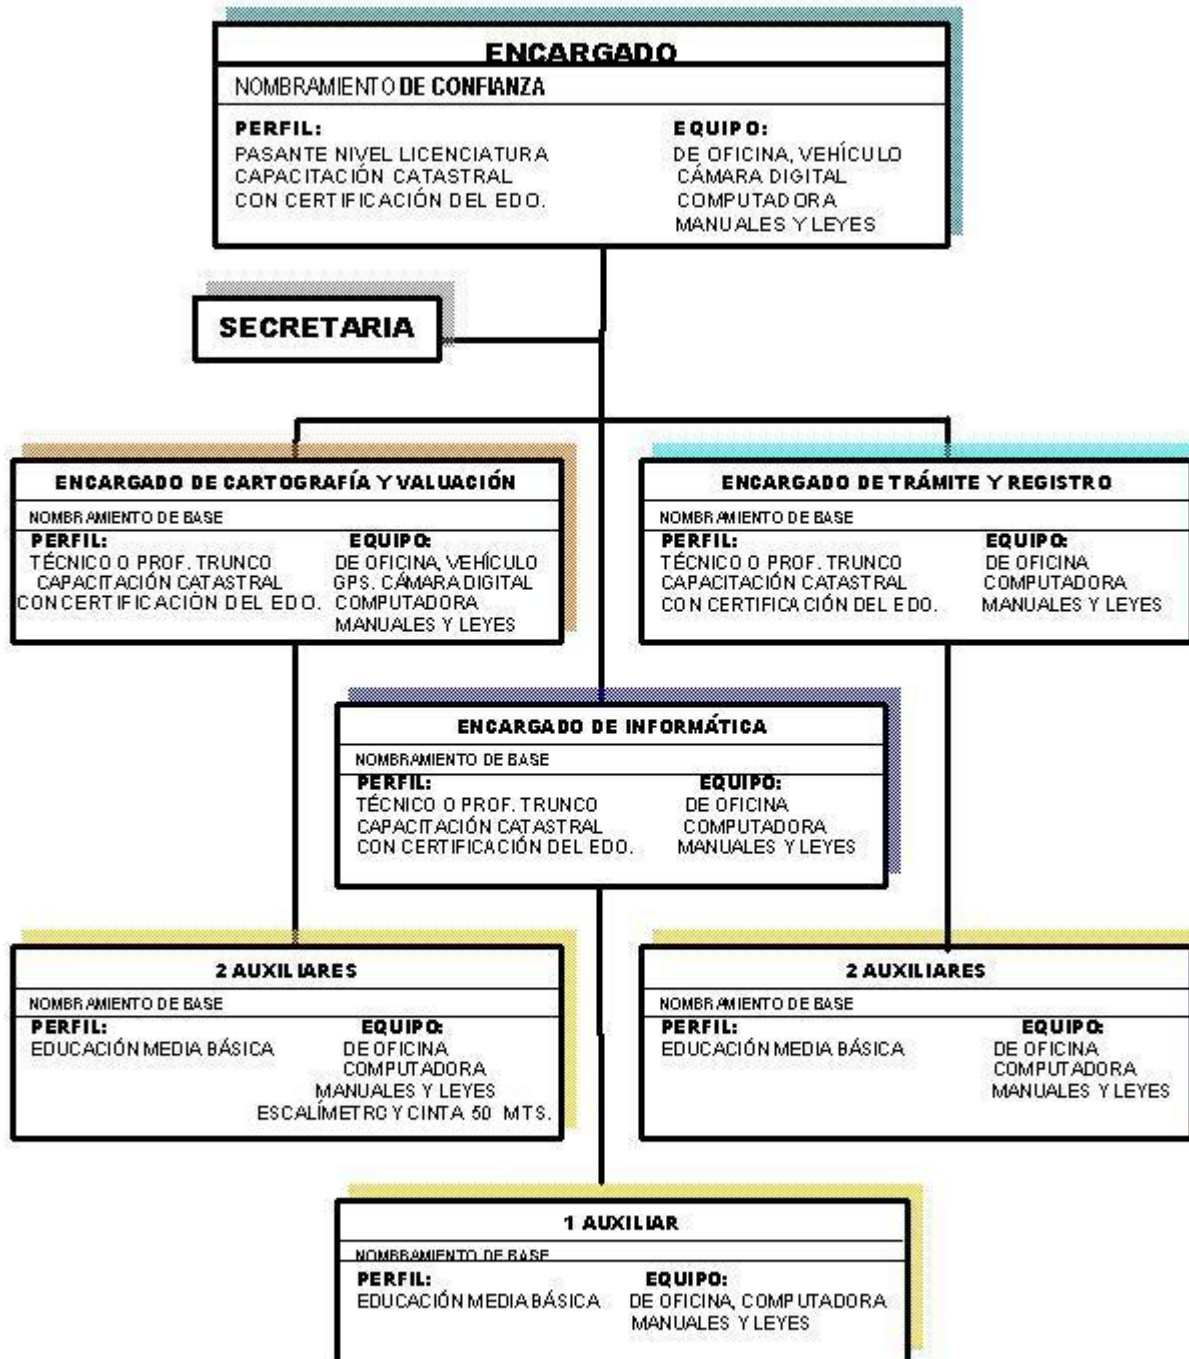 ENCARGADO
NOMBRAMIENTO DE CONFIANZA
PERFIL:
PASANTE NIVEL LICENCIATURA
CAPACITACIÓN CATASTRAL
CON CERTIFICACIÓN DEL EDO.
EQUIPO:
DE OFICINA, VEHÍCULO
CÁMARA DIGITAL
COMPUTADORA
MANUALES Y LEYES
SECRETARIA
ENCARGADO DE CARTOGRAFÍA Y VALUACIÓN
NOMBRAMIENTO DE BASE
PERFIL:
TÉCNICO O PROF. TRUNCO
CAPACITACIÓN CATASTRAL
CON CERTIFICACIÓN DEL EDO.
EQUIPO:
DE OFICINA, VEHÍCULO
GPS. CÁMARA DIGITAL
COMPUTADORA
MANUALES Y LEYES
ENCARGADO DE TRÁMITE Y REGISTRO
NOMBRAMIENTO DE BASE
PERFIL:
TÉCNICO O PROF. TRUNCO
CAPACITACIÓN CATASTRAL
CON CERTIFICACIÓN DEL EDO.
EQUIPO:
DE OFICINA
COMPUTADORA
MANUALES Y LEYES
ENCARGADO DE INFORMÁTICA
NOMBRAMIENTO DE BASE
PERFIL:
TÉCNICO O PROF. TRUNCO
CAPACITACIÓN CATASTRAL
CON CERTIFICACIÓN DEL EDO.
EQUIPO:
DE OFICINA
COMPUTADORA
MANUALES Y LEYES
2 AUXILIARES
NOMBRAMIENTO DE BASE
PERFIL:
EDUCACIÓN MEDIA BÁSICA
EQUIPO:
DE OFICINA
COMPUTADORA
MANUALES Y LEYES
ESCALÍMETRO Y CINTA 50 MTS.
2 AUXILIARES
NOMBRAMIENTO DE BASE
PERFIL:
EDUCACIÓN MEDIA BÁSICA
EQUIPO:
DE OFICINA
COMPUTADORA
MANUALES Y LEYES
1 AUXILIAR
NOMBRAMIENTO DE BASE
PERFIL:
EDUCACIÓN MEDIA BÁSICA
EQUIPO:
DE OFICINA, COMPUTADORA
MANUALES Y LEYES